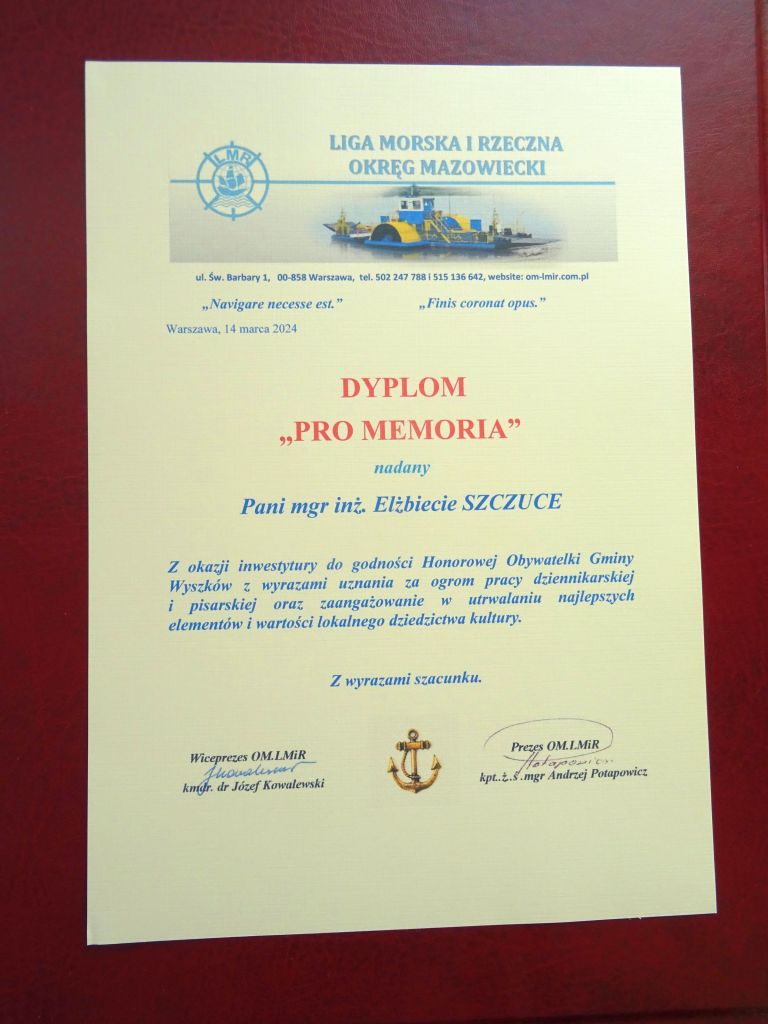 LMR
LIGA MORSKA I RZECZNA
OKRĘG MAZOWIECKI
ul. Św. Barbary 1, 00-858 Warszawa, tel. 502 247 788 i 515 136 642, website: om-lmir.com.pl
„Navigare necesse est.” „Finis coronat opus.”
Warszawa, 14 marca 2024
DYPLOM
„PRO MEMORIA”
nadany
Pani mgr inż. Elżbiecie SZCZUCE
Z okazji inwestytury do godności Honorowej Obywatelki Gminy
Wyszków z wyrazami uznania za ogrom pracy dziennikarskiej
i pisarskiej oraz zaangażowanie w utrwalaniu najlepszych
elementów i wartości lokalnego dziedzictwa kultury.
Z wyrazami szacunku.
Wiceprezes OM.LMiR
JKowalewski
kmdr. dr Józef Kowalewski
Prezes OM.LMiR
APotapowicz
kpt..ż.ś .mgr Andrzej Potapowicz